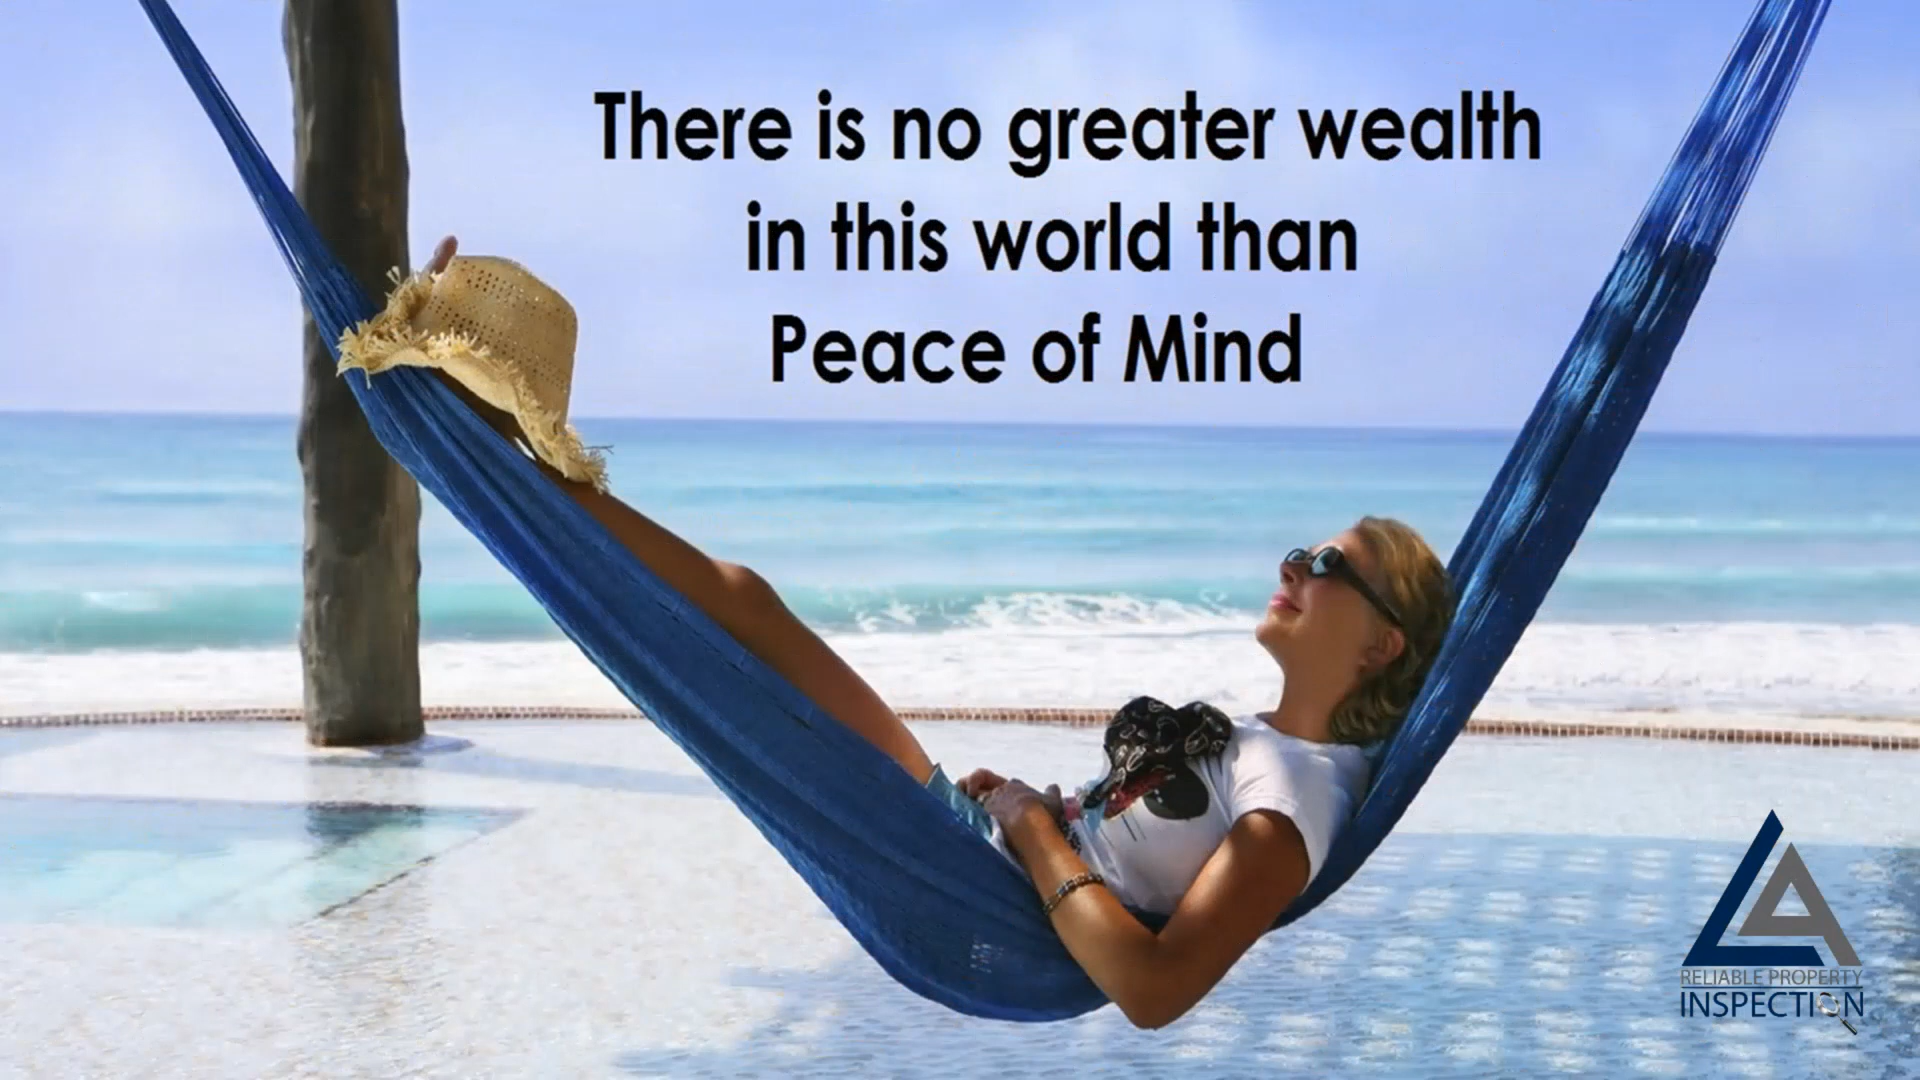 There is no greater wealth
in this world than
Peace of Mind
RELIABLE PROPERTY
INSPECTION